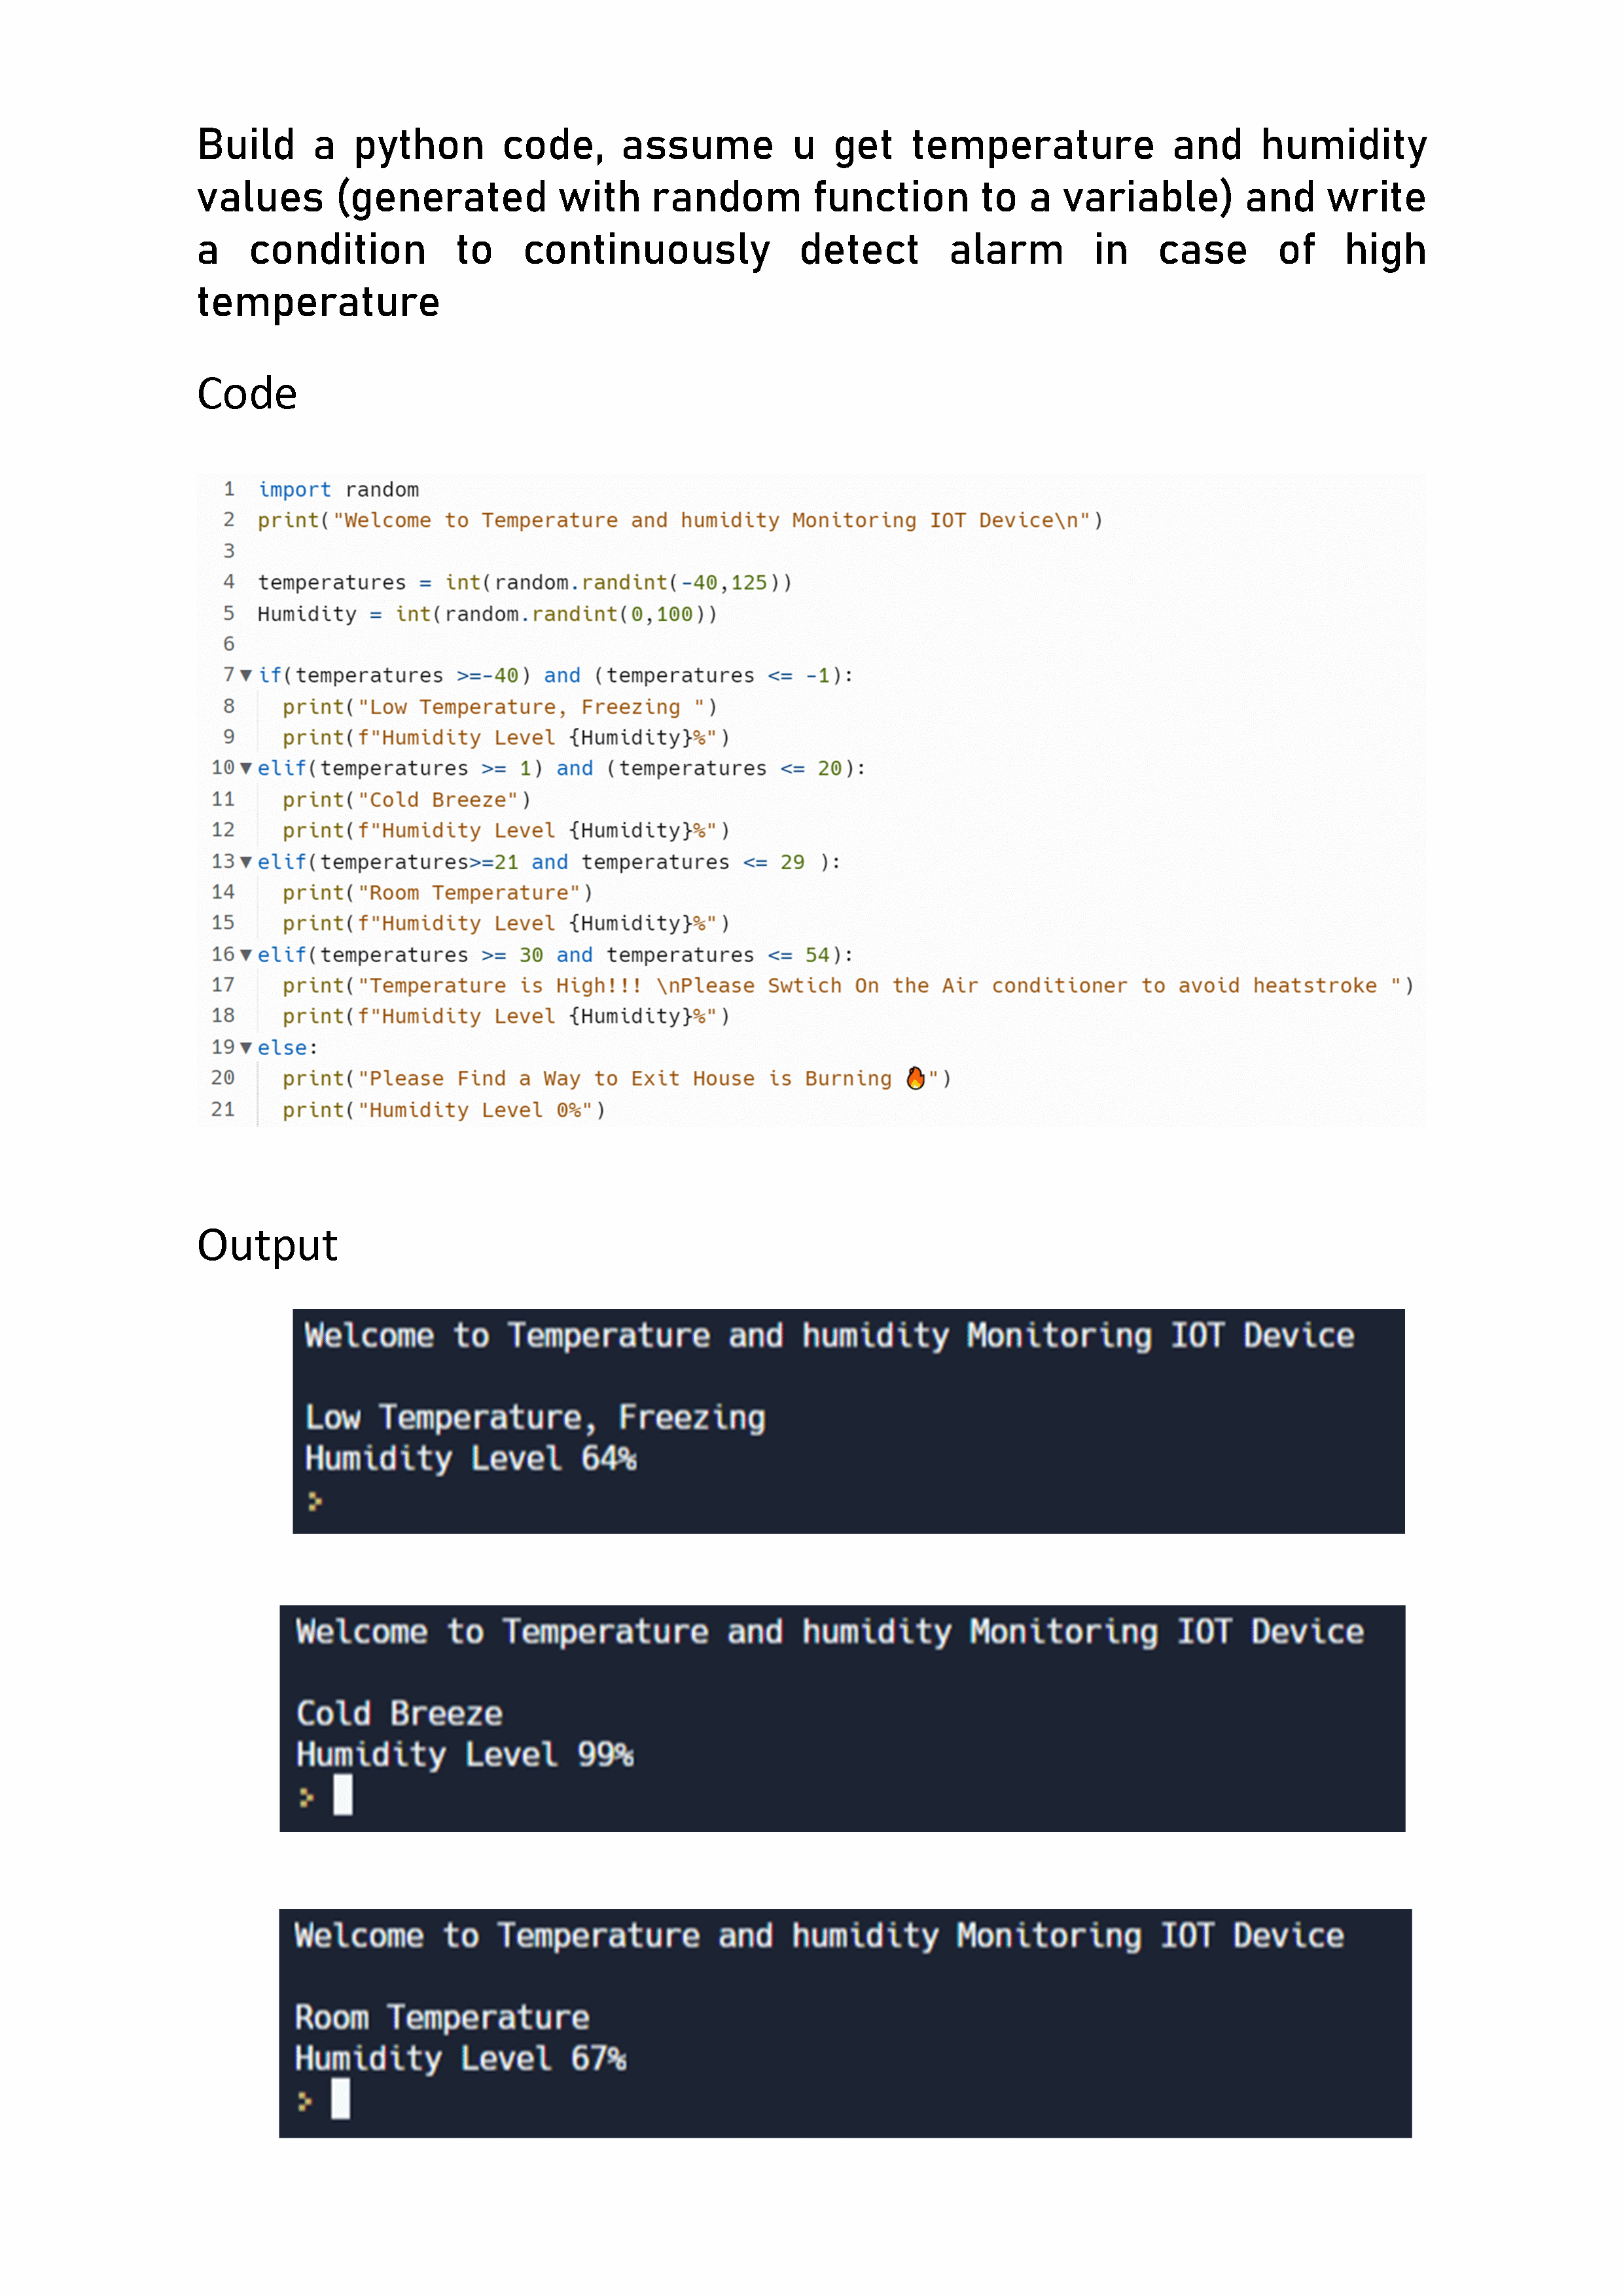 Build a python code, assume u get temperature and humidity
values (generated with random function to a variable) and write
a condition to continuously detect alarm in case of high
temperature
Code
1 import random
2 print("Welcome to Temperature and humidity Monitoring IOT Device\n")
3
4 temperatures = int(random.randint(-40,125))
5 Humidity = int(random.randint(0,100))
6
7 ▼ if(temperatures >=-40) and (temperatures <= -1):
8   print("Low Temperature, Freezing ")
9   print(f"Humidity Level {Humidity}%")
10 ▼ elif(temperatures >= 1) and (temperatures <= 20):
11   print("Cold Breeze")
12   print(f"Humidity Level {Humidity}%")
13 ▼ elif(temperatures>=21 and temperatures <= 29 ):
14   print("Room Temperature")
15   print(f"Humidity Level {Humidity}%")
16 ▼ elif(temperatures >= 30 and temperatures <= 54):
17   print("Temperature is High!!! \nPlease Swtich On the Air conditioner to avoid heatstroke ")
18   print(f"Humidity Level {Humidity}%")
19 ▼ else:
20   print("Please Find a Way to Exit House is Burning 🔥")
21   print("Humidity Level 0%")
Output
Welcome to Temperature and humidity Monitoring IOT Device
Low Temperature, Freezing
Humidity Level 64%
>
Welcome to Temperature and humidity Monitoring IOT Device
Cold Breeze
Humidity Level 99%
>
Welcome to Temperature and humidity Monitoring IOT Device
Room Temperature
Humidity Level 67%
>